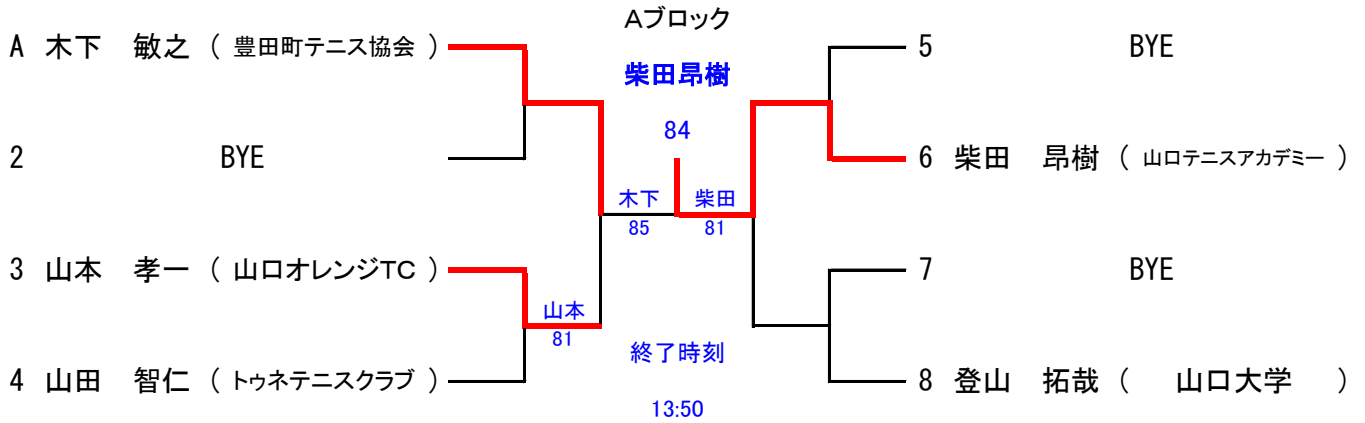 Aブロック
A 木下 敏之 ( 豊田町テニス協会 )
5 BYE
柴田昂樹
84
2 BYE
6 柴田 昂樹 ( 山口テニスアカデミー )
木下 柴田
85 81
3 山本 孝一 ( 山口オレンジTC )
7 BYE
山本
81
終了時刻
4 山田 智仁 ( トゥネテニスクラブ )
8 登山 拓哉 ( 山口大学 )
13:50